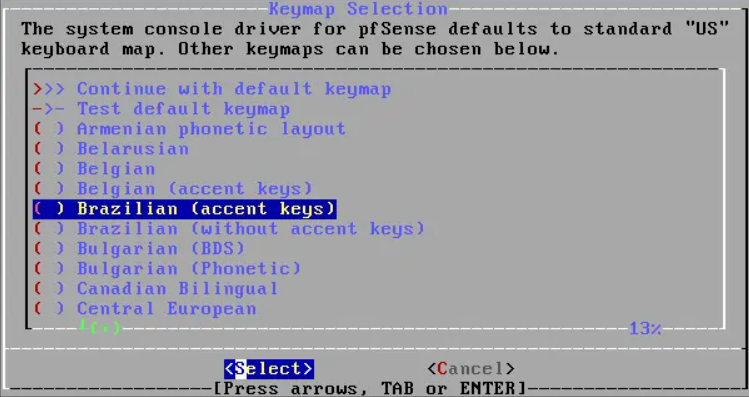 Keymap Selection
The system console driver for pfSense defaults to standard "US"
keyboard map. Other keymaps can be chosen below.
>>> Continue with default keymap
->- Test default keymap
( ) Armenian phonetic layout
( ) Belarusian
( ) Belgian
( ) Belgian (accent keys)
( ) Brazilian (accent keys)
( ) Brazilian (without accent keys)
( ) Bulgarian (BDS)
( ) Bulgarian (Phonetic)
( ) Canadian Bilingual
( ) Central European
└(+) 13%
<Select> <Cancel>
[Press arrows, TAB or ENTER]